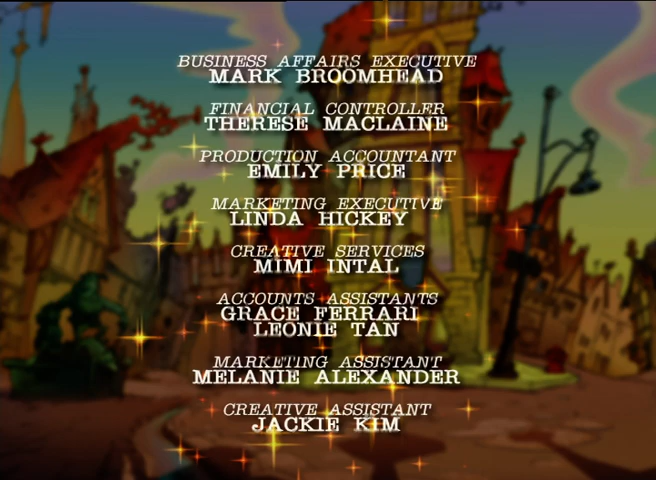 BUSINESS AFFAIRS EXECUTIVE
MARK BROOMHEAD
FINANCIAL CONTROLLER
THERESE MACLAINE
PRODUCTION ACCOUNTANT
EMILY PRICE
MARKETING EXECUTIVE
LINDA HICKEY
CREATIVE SERVICES
MIMI INTAL
ACCOUNTS ASSISTANTS
GRACE FERRARI
LEONIE TAN
MARKETING ASSISTANT
MELANIE ALEXANDER
CREATIVE ASSISTANT
JACKIE KIM